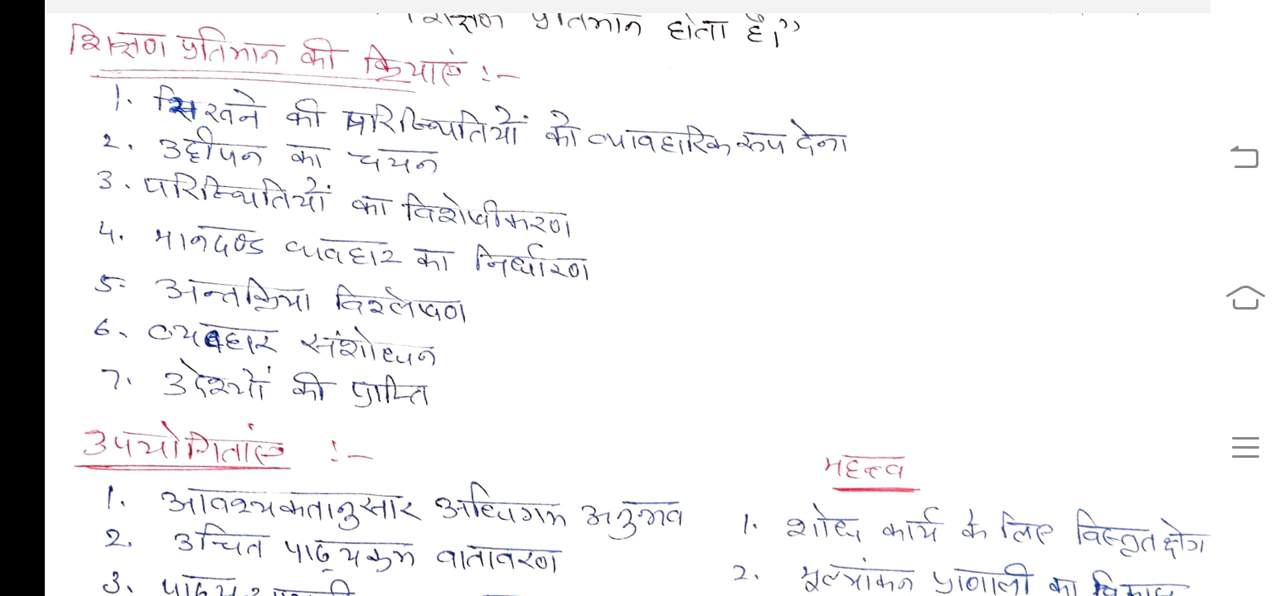 शिक्षण प्रतिमान होता है।”
शिक्षण प्रतिमान की क्रियाएं :-
1. सिखने की परिस्थितियों को व्यावहारिक रूप देना
2. उद्दीपन का चयन
3. परिस्थितियों का विशेषीकरण
4. मानदण्ड व्यवहार का निर्धारण
5. अन्तक्रिया विश्लेषण
6. व्यवहार संशोधन
7. उदेश्यों की प्राप्ति
उपयोगिताएं :-
1. आवश्यकतानुसार अधिगम अनुभव
2. उचित पाठ्यक्रम वातावरण
3.
महत्त्व
1. शोध कार्य के लिए विस्तृत क्षेत्र
2. मूल्यांकन प्रणाली का विकास